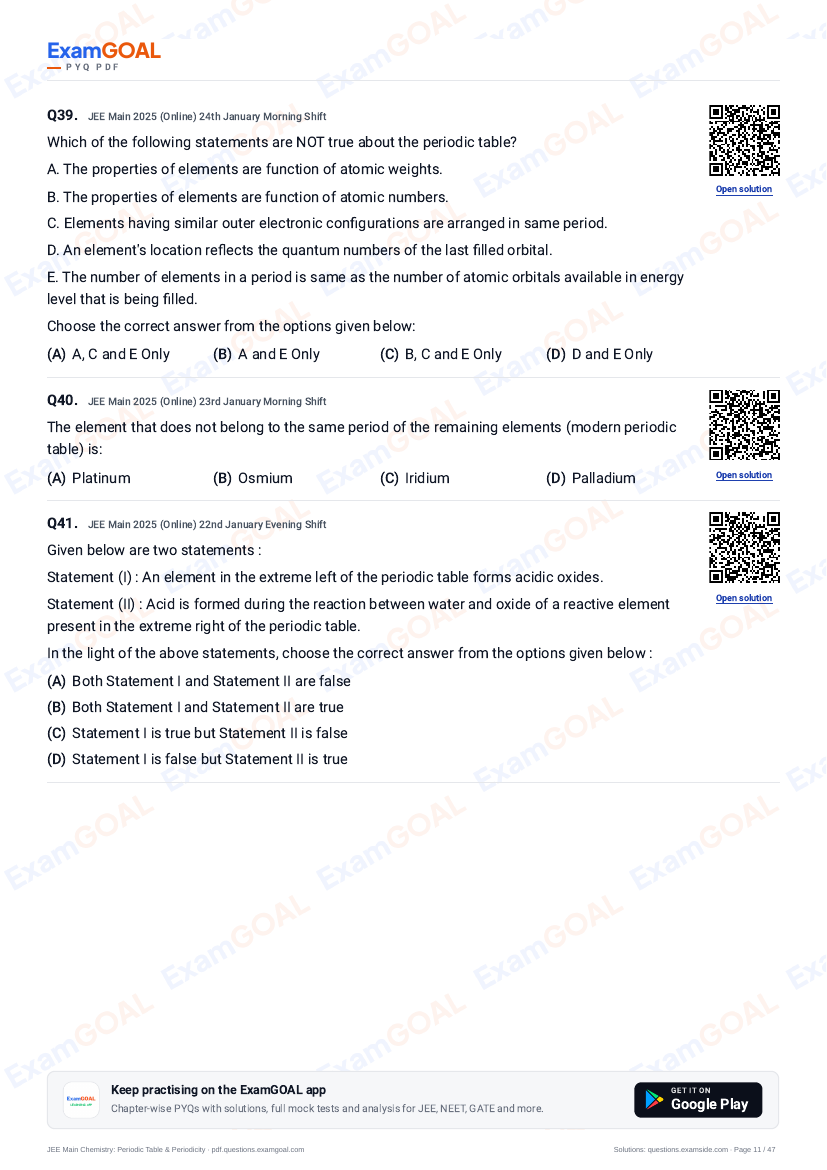 ExamGOAL
PYQ PDF
Q39. JEE Main 2025 (Online) 24th January Morning Shift
Which of the following statements are NOT true about the periodic table?
A. The properties of elements are function of atomic weights.
B. The properties of elements are function of atomic numbers.
C. Elements having similar outer electronic configurations are arranged in same period.
D. An element's location reflects the quantum numbers of the last filled orbital.
E. The number of elements in a period is same as the number of atomic orbitals available in energy
level that is being filled.
Choose the correct answer from the options given below:
(A) A, C and E Only (B) A and E Only (C) B, C and E Only (D) D and E Only
Open solution
Q40. JEE Main 2025 (Online) 23rd January Morning Shift
The element that does not belong to the same period of the remaining elements (modern periodic
table) is:
(A) Platinum (B) Osmium (C) Iridium (D) Palladium
Open solution
Q41. JEE Main 2025 (Online) 22nd January Evening Shift
Given below are two statements :
Statement (I) : An element in the extreme left of the periodic table forms acidic oxides.
Statement (II) : Acid is formed during the reaction between water and oxide of a reactive element
present in the extreme right of the periodic table.
In the light of the above statements, choose the correct answer from the options given below :
(A) Both Statement I and Statement II are false
(B) Both Statement I and Statement II are true
(C) Statement I is true but Statement II is false
(D) Statement I is false but Statement II is true
Open solution
ExamGOAL
Keep practising on the ExamGOAL app
Chapter-wise PYQs with solutions, full mock tests and analysis for JEE, NEET, GATE and more.
GET IT ON
Google Play
JEE Main Chemistry: Periodic Table & Periodicity · pdf.questions.examgoal.com
Solutions: questions.examside.com · Page 11 / 47